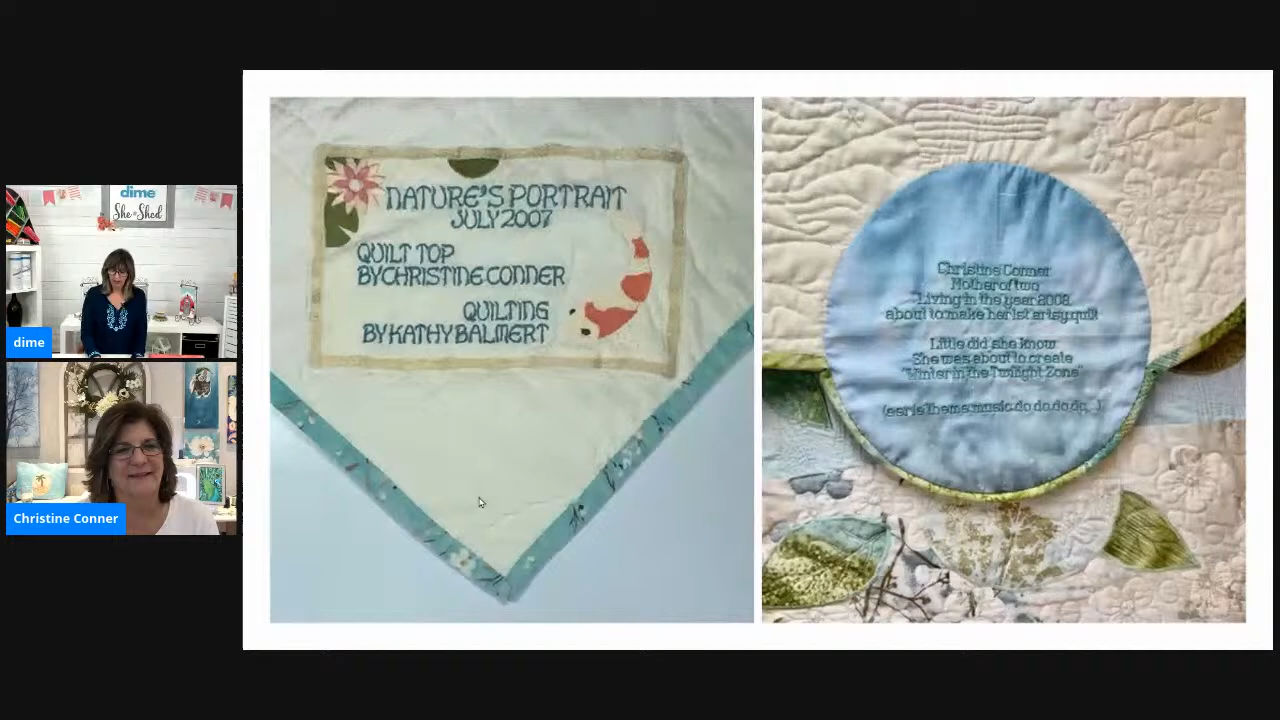 dime
She Shed
dime
Christine Conner
NATURE'S PORTRAIT
JULY 2007
QUILT TOP
BY CHRISTINE CONNER
QUILTING
BY KATHY BALMERT
Christine Conner
Mother of two
Living in the year 2008
about to make her 1st artsy quilt
Little did she know
She was about to create
"Winter in the Twilight Zone"
(eerie theme music do do do do...)